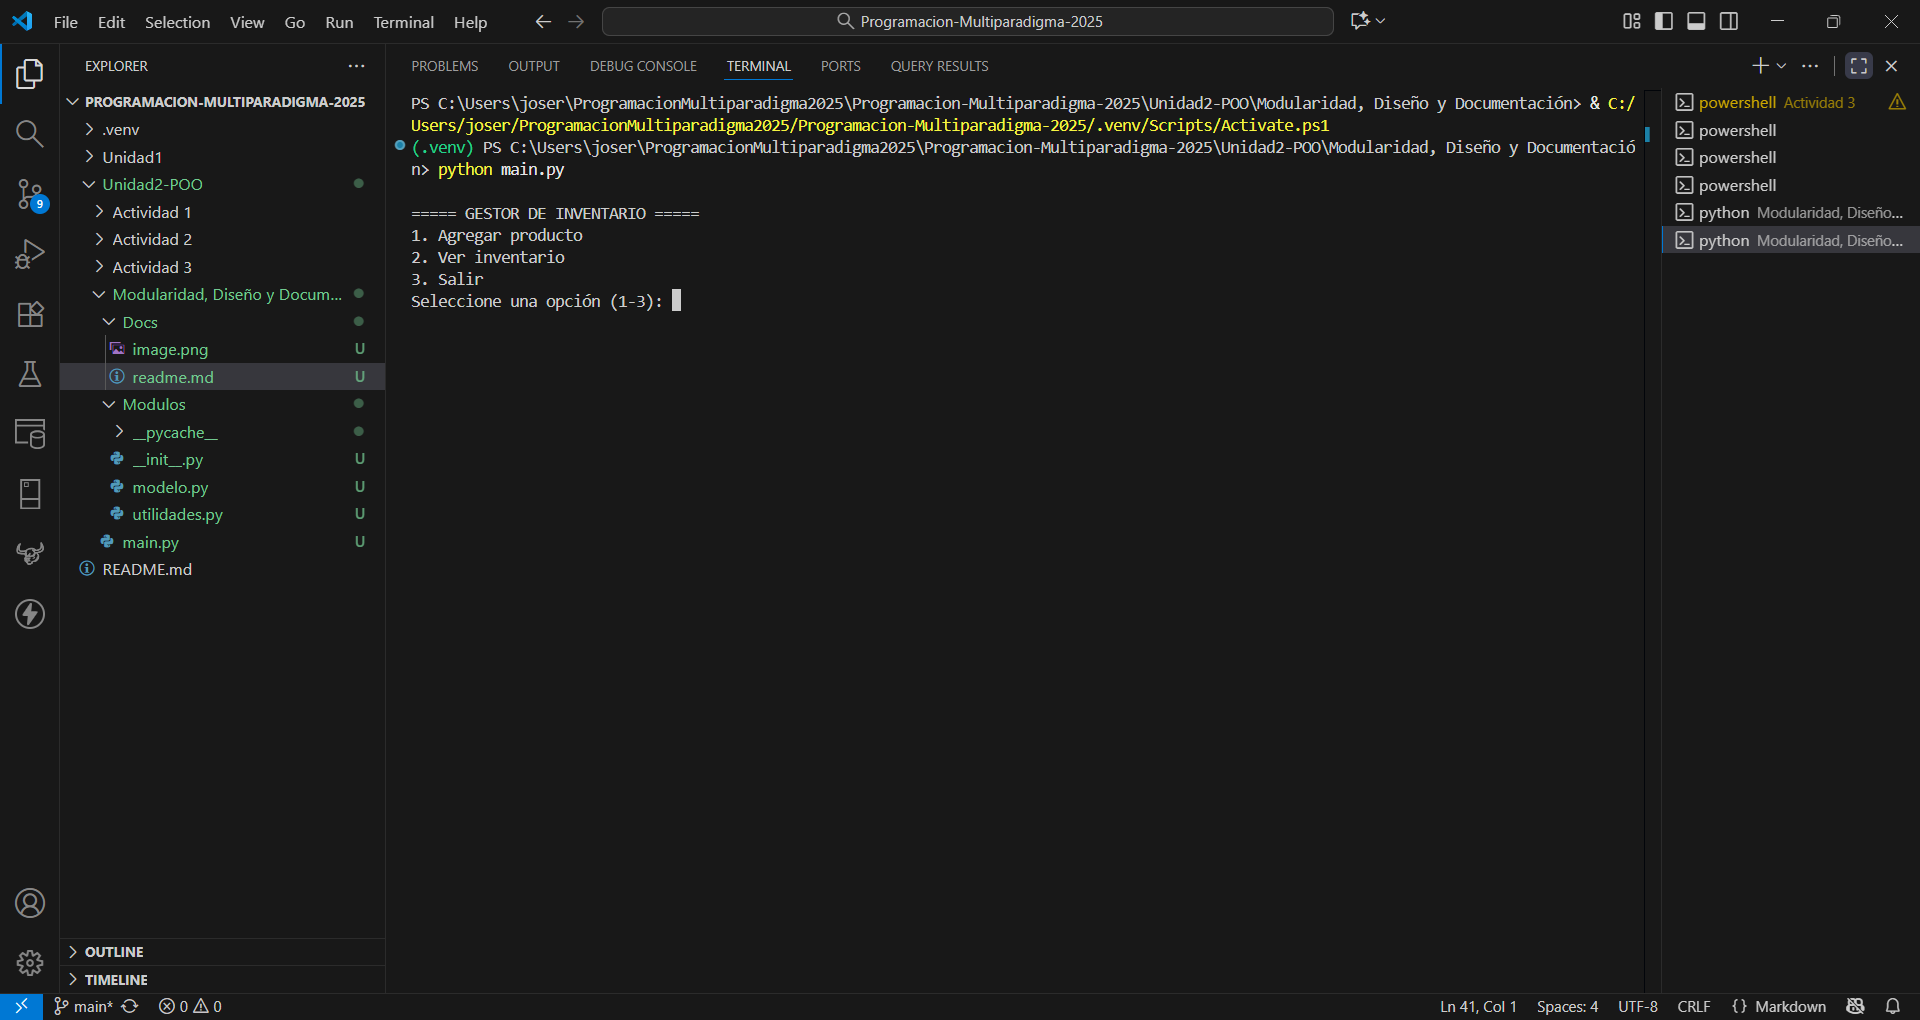 File Edit Selection View Go Run Terminal Help
Programacion-Multiparadigma-2025
EXPLORER
PROGRAMACION-MULTIPARADIGMA-2025
.venv
Unidad1
Unidad2-POO
Actividad 1
Actividad 2
Actividad 3
Modularidad, Diseño y Docum...
Docs
image.png U
readme.md U
Modulos
__pycache__
__init__.py U
modelo.py U
utilidades.py U
main.py U
README.md
OUTLINE
TIMELINE
9
PROBLEMS OUTPUT DEBUG CONSOLE TERMINAL PORTS QUERY RESULTS
PS C:\Users\joser\ProgramacionMultiparadigma2025\Programacion-Multiparadigma-2025\Unidad2-POO\Modularidad, Diseño y Documentación> & C:/
Users/joser/ProgramacionMultiparadigma2025/Programacion-Multiparadigma-2025/.venv/Scripts/Activate.ps1
(.venv) PS C:\Users\joser\ProgramacionMultiparadigma2025\Programacion-Multiparadigma-2025\Unidad2-POO\Modularidad, Diseño y Documentació
n> python main.py
===== GESTOR DE INVENTARIO =====
1. Agregar producto
2. Ver inventario
3. Salir
Seleccione una opción (1-3):
powershell Actividad 3
powershell
powershell
powershell
python Modularidad, Diseño...
python Modularidad, Diseño...
main* 0 0
Ln 41, Col 1 Spaces: 4 UTF-8 CRLF {} Markdown